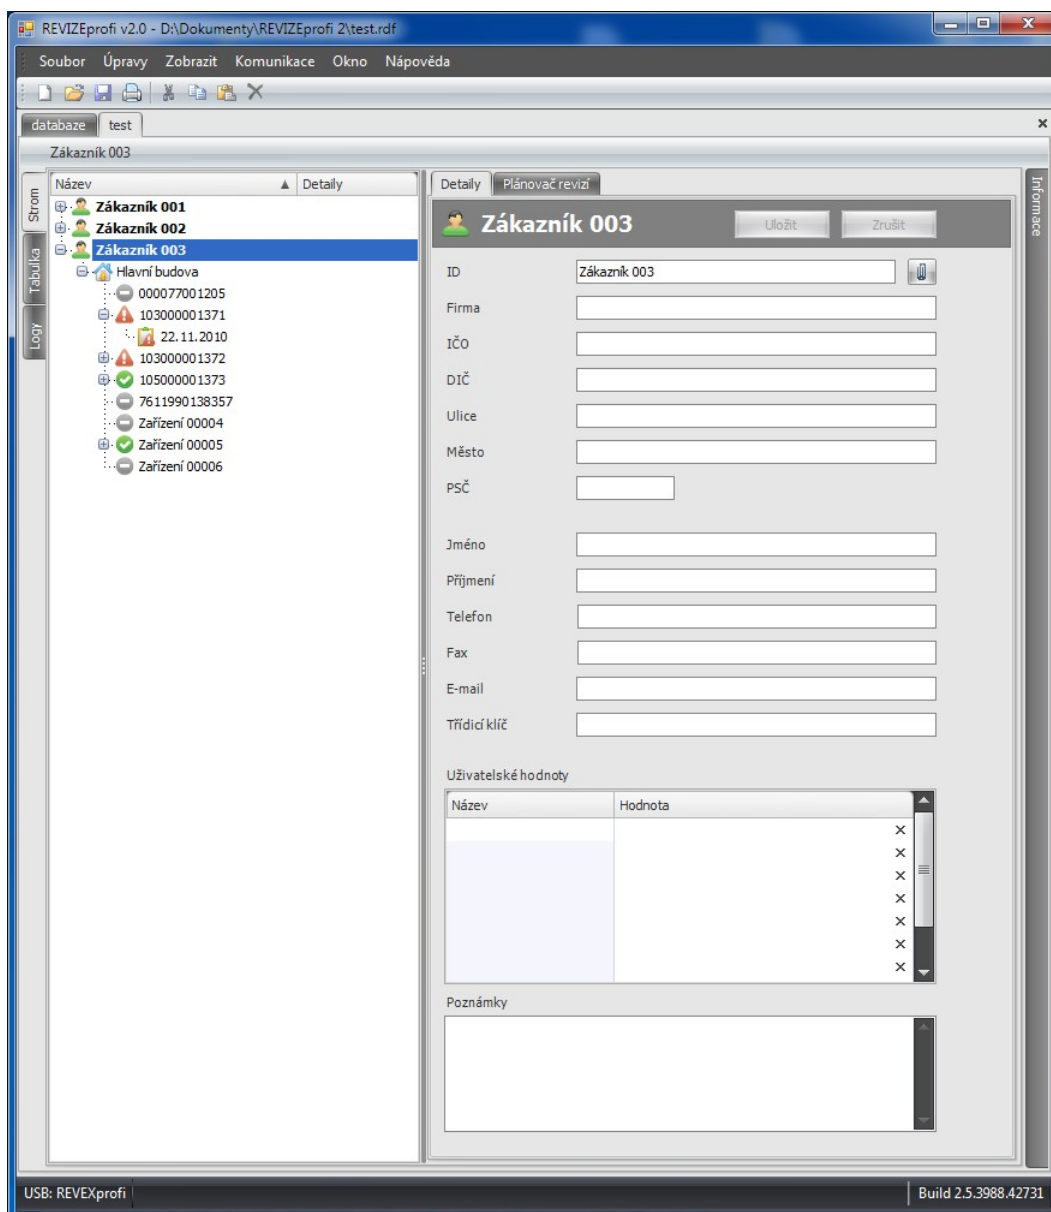 REVIZEprofi v2.0 - D:\Dokumenty\REVIZEprofi 2\test.rdf
Soubor Úpravy Zobrazit Komunikace Okno Nápověda
databaze test
Zákazník 003
Strom
Tabulka
Logy
Název Detaily
Zákazník 001
Zákazník 002
Zákazník 003
Hlavní budova
000077001205
103000001371
22.11.2010
103000001372
105000001373
7611990138357
Zařízení 00004
Zařízení 00005
Zařízení 00006
Detaily Plánovač revizí
Zákazník 003 Uložit Zrušit
ID Zákazník 003
Firma
IČO
DIČ
Ulice
Město
PSČ
Jméno
Příjmení
Telefon
Fax
E-mail
Třídicí klíč
Uživatelské hodnoty
Název Hodnota
Poznámky
Informace
USB: REVEXprofi
Build 2.5.3988.42731